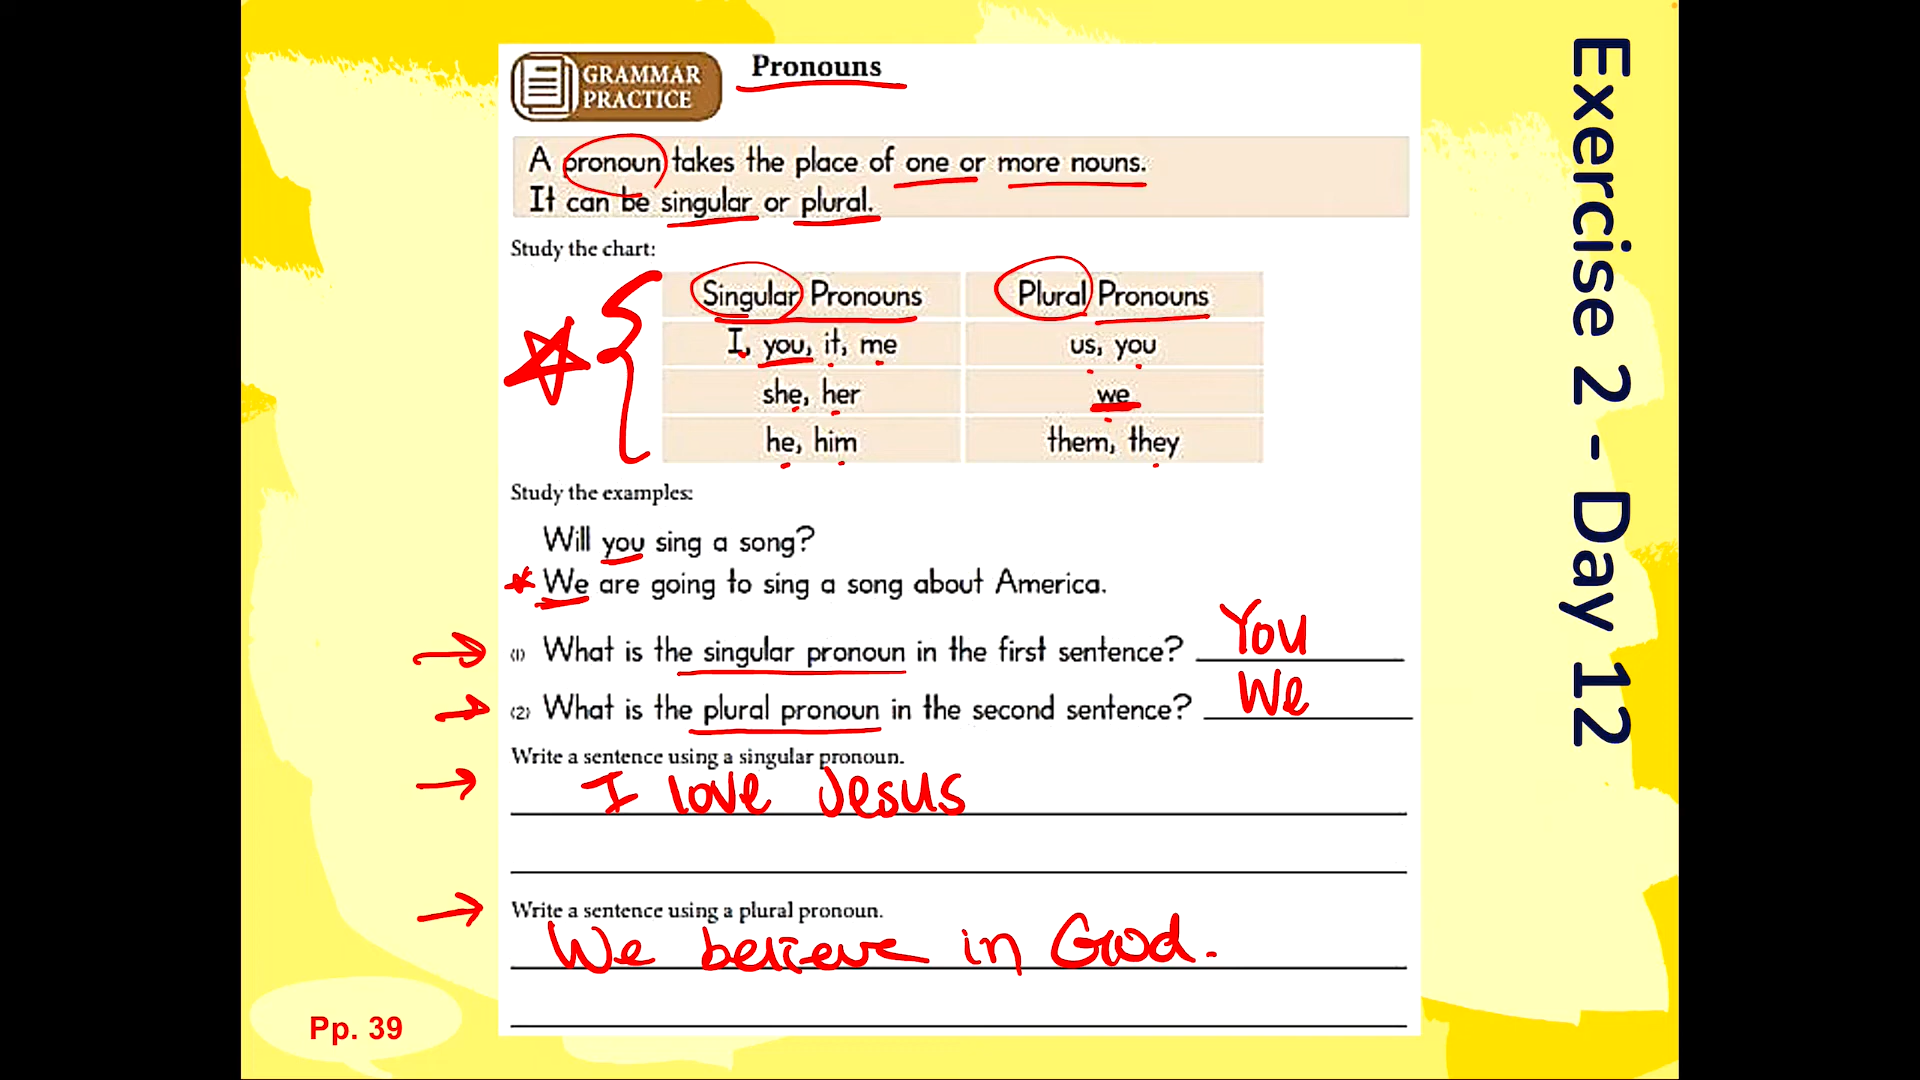 GRAMMAR
PRACTICE
Pronouns
A pronoun takes the place of one or more nouns.
It can be singular or plural.
Study the chart:
Singular Pronouns Plural Pronouns
I, you, it, me us, you
she, her we
he, him them, they
Study the examples:
Will you sing a song?
We are going to sing a song about America.
(1) What is the singular pronoun in the first sentence? You
(2) What is the plural pronoun in the second sentence? We
Write a sentence using a singular pronoun.
I love Jesus
Write a sentence using a plural pronoun.
We believe in God.
Pp. 39
Exercise 2 - Day 12